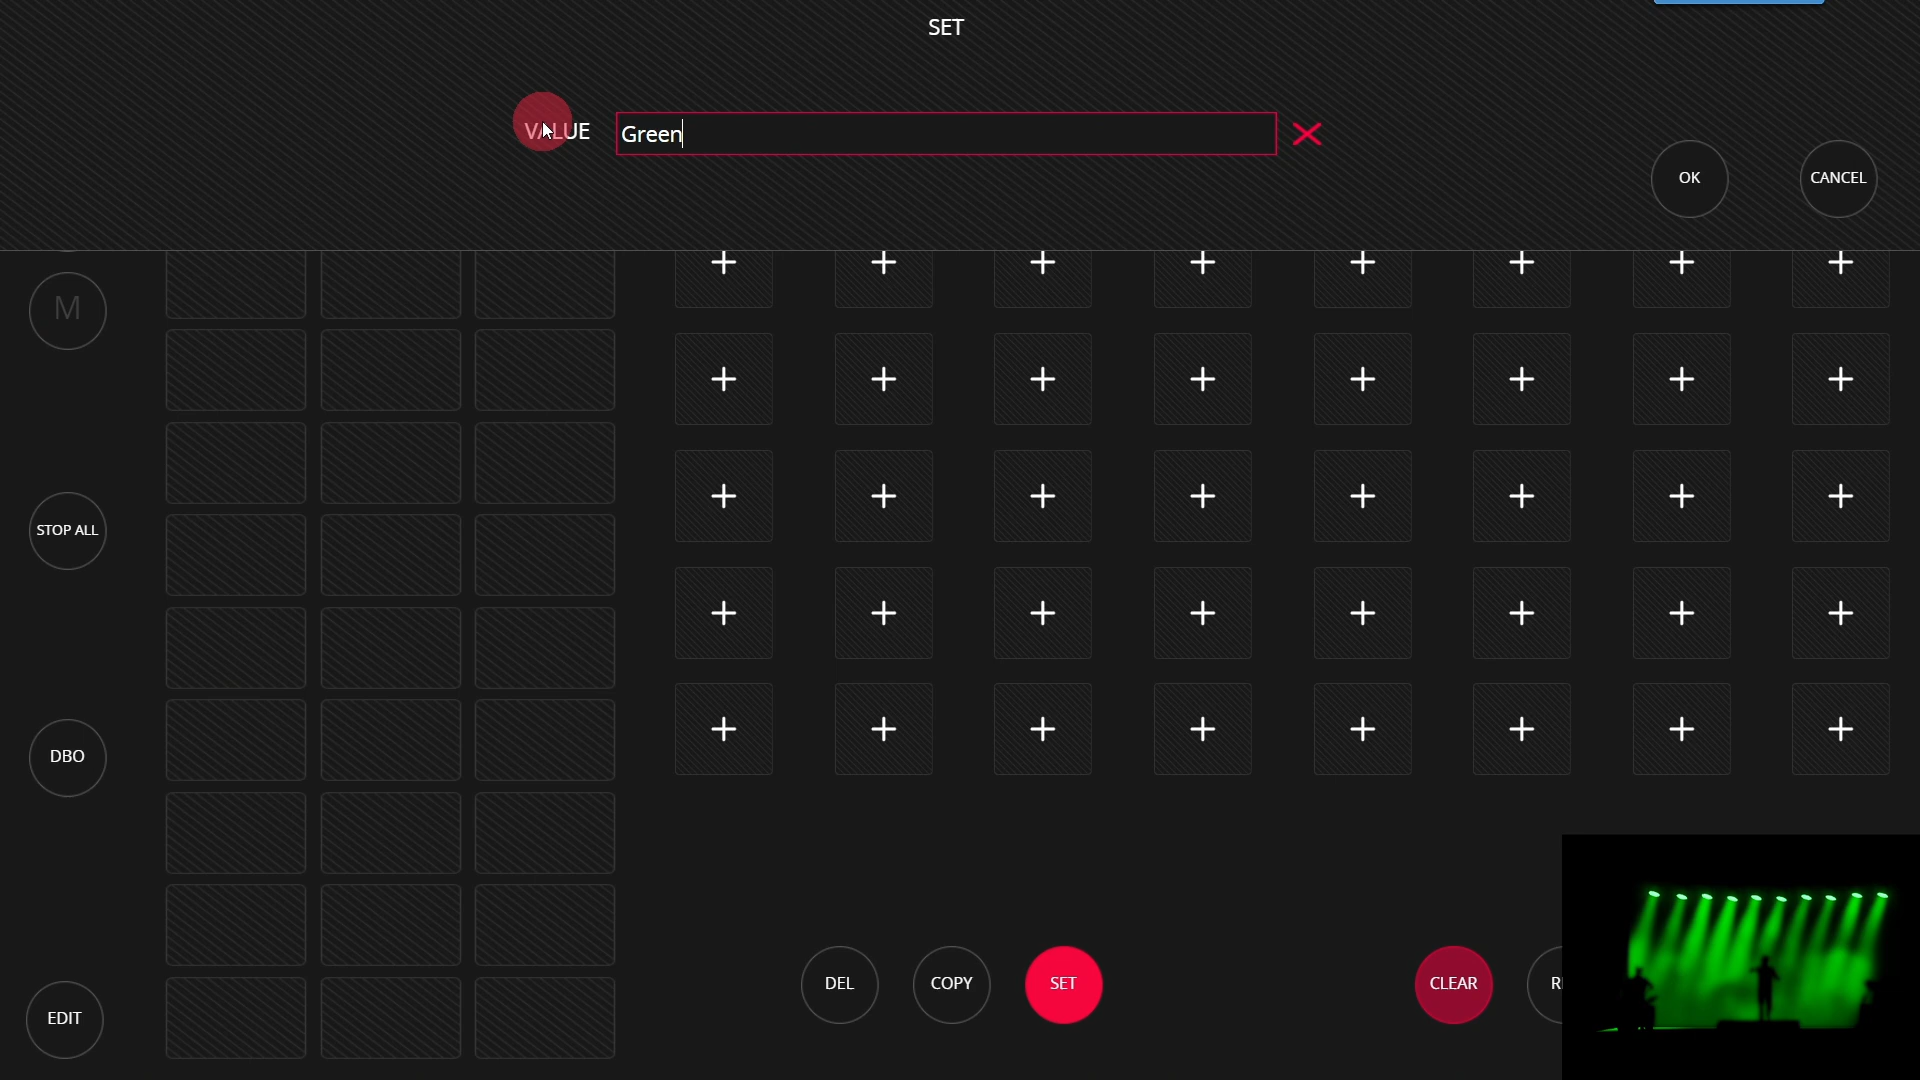 SET
VALUE Green
OK CANCEL
M
STOP ALL
DBO
DEL COPY SET CLEAR
EDIT